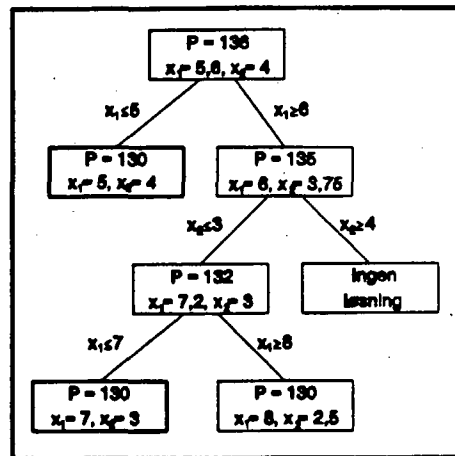 P = 136
x₁= 5,6, x₂= 4
x₁≤5
x₁≥6
P = 130
x₁= 5, x₂= 4
P = 135
x₁= 6, x₂= 3,75
x₂≤3
x₂≥4
P = 132
x₁= 7,2, x₂= 3
Ingen
løsning
x₁≤7
x₁≥8
P = 130
x₁= 7, x₂= 3
P = 130
x₁= 8, x₂= 2,5